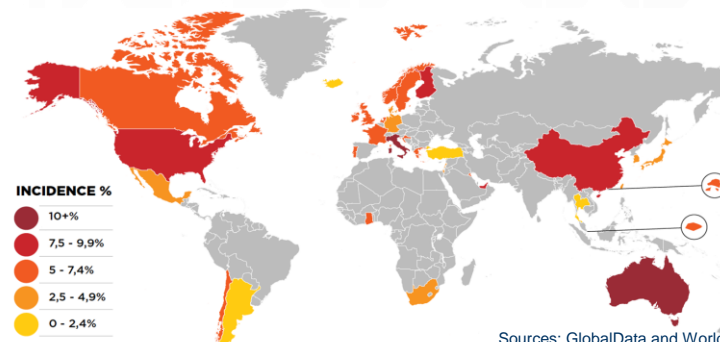 INCIDENCE %
10+%
7,5 - 9,9%
5 - 7,4%
2,5 - 4,9%
0 - 2,4%
Sources: GlobalData and World